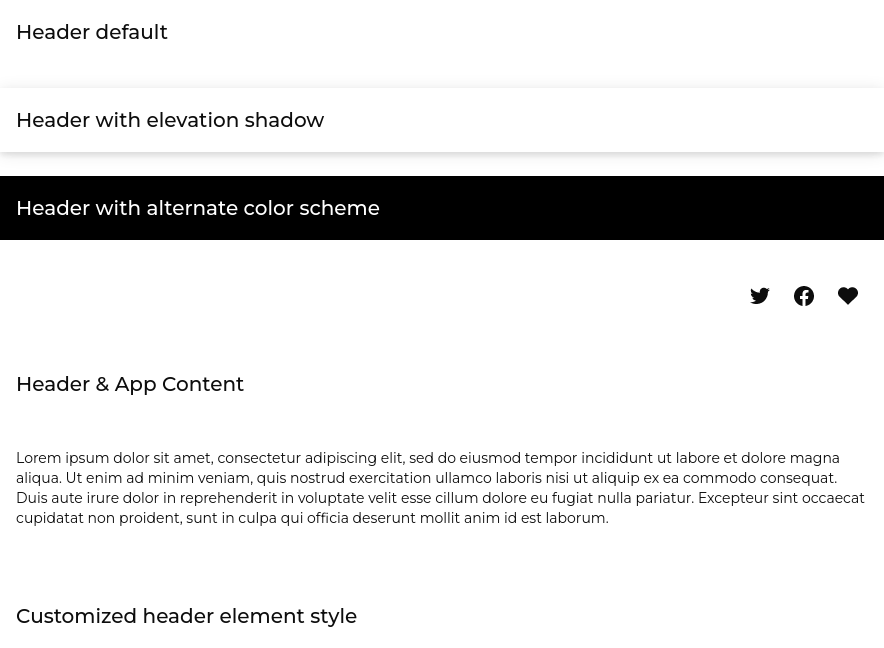 Header default
Header with elevation shadow
Header with alternate color scheme
Header & App Content
Lorem ipsum dolor sit amet, consectetur adipiscing elit, sed do eiusmod tempor incididunt ut labore et dolore magna
aliqua. Ut enim ad minim veniam, quis nostrud exercitation ullamco laboris nisi ut aliquip ex ea commodo consequat.
Duis aute irure dolor in reprehenderit in voluptate velit esse cillum dolore eu fugiat nulla pariatur. Excepteur sint occaecat
cupidatat non proident, sunt in culpa qui officia deserunt mollit anim id est laborum.
Customized header element style